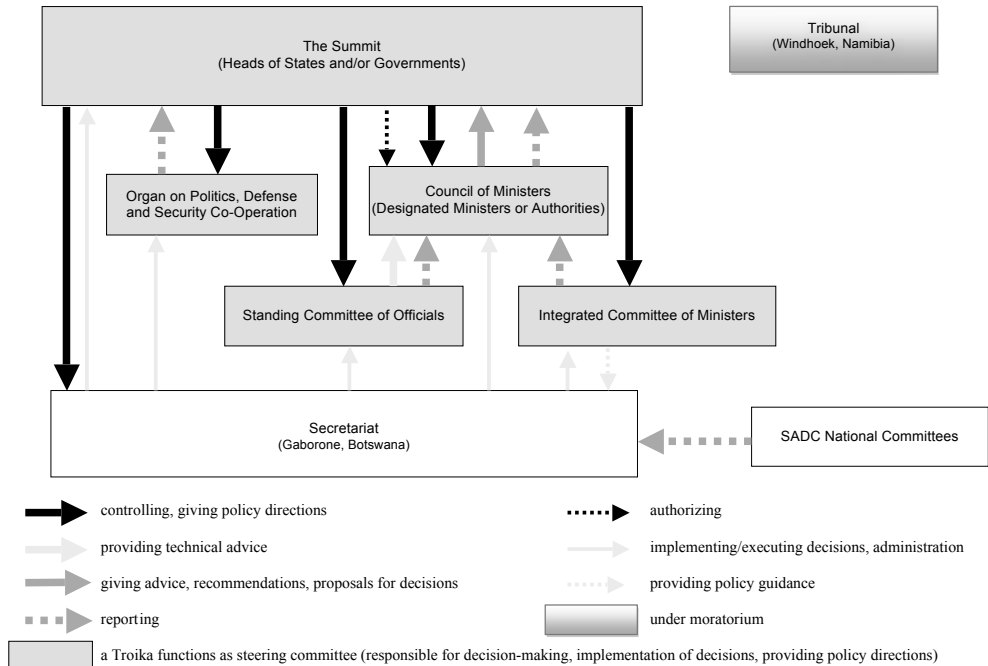 The Summit
(Heads of States and/or Governments)
Tribunal
(Windhoek, Namibia)
Organ on Politics, Defense
and Security Co-Operation
Council of Ministers
(Designated Ministers or Authorities)
Standing Committee of Officials
Integrated Committee of Ministers
Secretariat
(Gaborone, Botswana)
SADC National Committees
controlling, giving policy directions
authorizing
providing technical advice
implementing/executing decisions, administration
giving advice, recommendations, proposals for decisions
providing policy guidance
reporting
under moratorium
a Troika functions as steering committee (responsible for decision-making, implementation of decisions, providing policy directions)